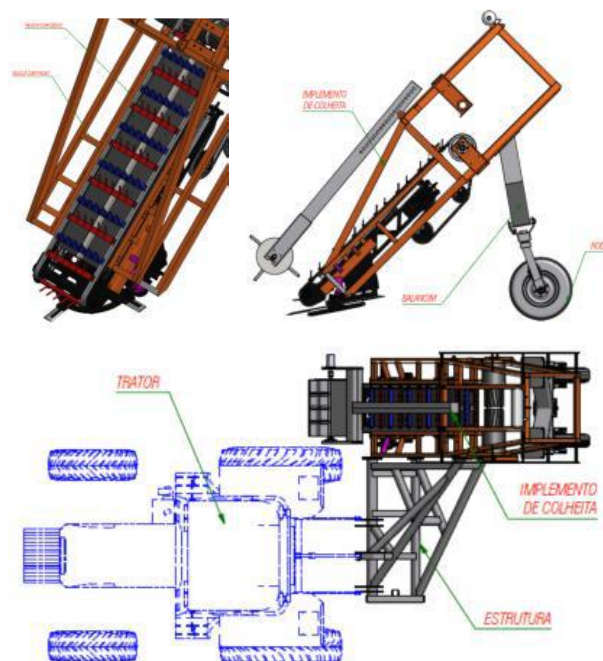 IMPLEMENTO
DE COLHEITA
BALANCIM
TRATOR
IMPLEMENTO
DE COLHEITA
ESTRUTURA